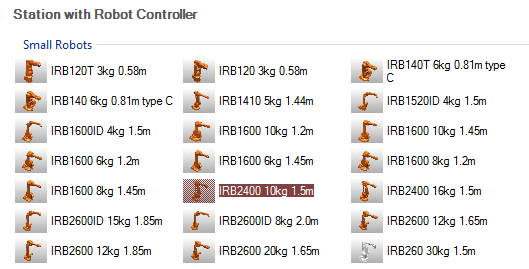 Station with Robot Controller
Small Robots
IRB120T 3kg 0.58m
IRB120 3kg 0.58m
IRB140T 6kg 0.81m type
C
IRB140 6kg 0.81m type C
IRB1410 5kg 1.44m
IRB1520ID 4kg 1.5m
IRB1600ID 4kg 1.5m
IRB1600 10kg 1.2m
IRB1600 10kg 1.45m
IRB1600 6kg 1.2m
IRB1600 6kg 1.45m
IRB1600 8kg 1.2m
IRB1600 8kg 1.45m
IRB2400 10kg 1.5m
IRB2400 16kg 1.5m
IRB2600ID 15kg 1.85m
IRB2600ID 8kg 2.0m
IRB2600 12kg 1.65m
IRB2600 12kg 1.85m
IRB2600 20kg 1.65m
IRB260 30kg 1.5m